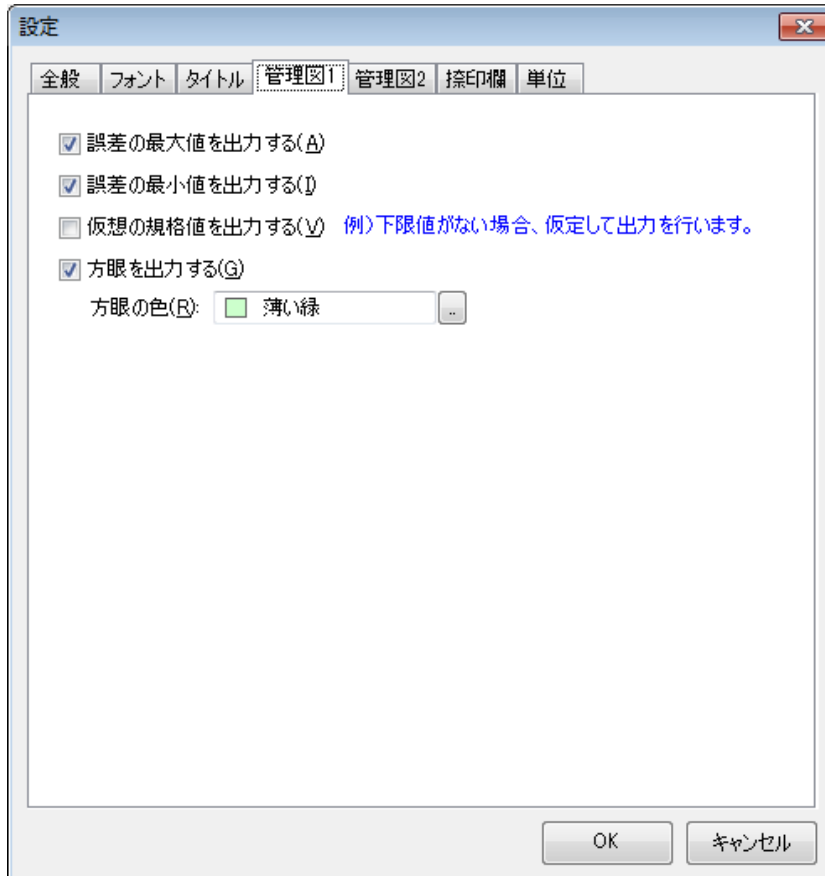 設定
全般 フォント タイトル 管理図1 管理図2 捺印欄 単位
誤差の最大値を出力する(A)
誤差の最小値を出力する(I)
仮想の規格値を出力する(V) 例)下限値がない場合、仮定して出力を行います。
方眼を出力する(G)
方眼の色(R): 薄い緑 ..
OK キャンセル